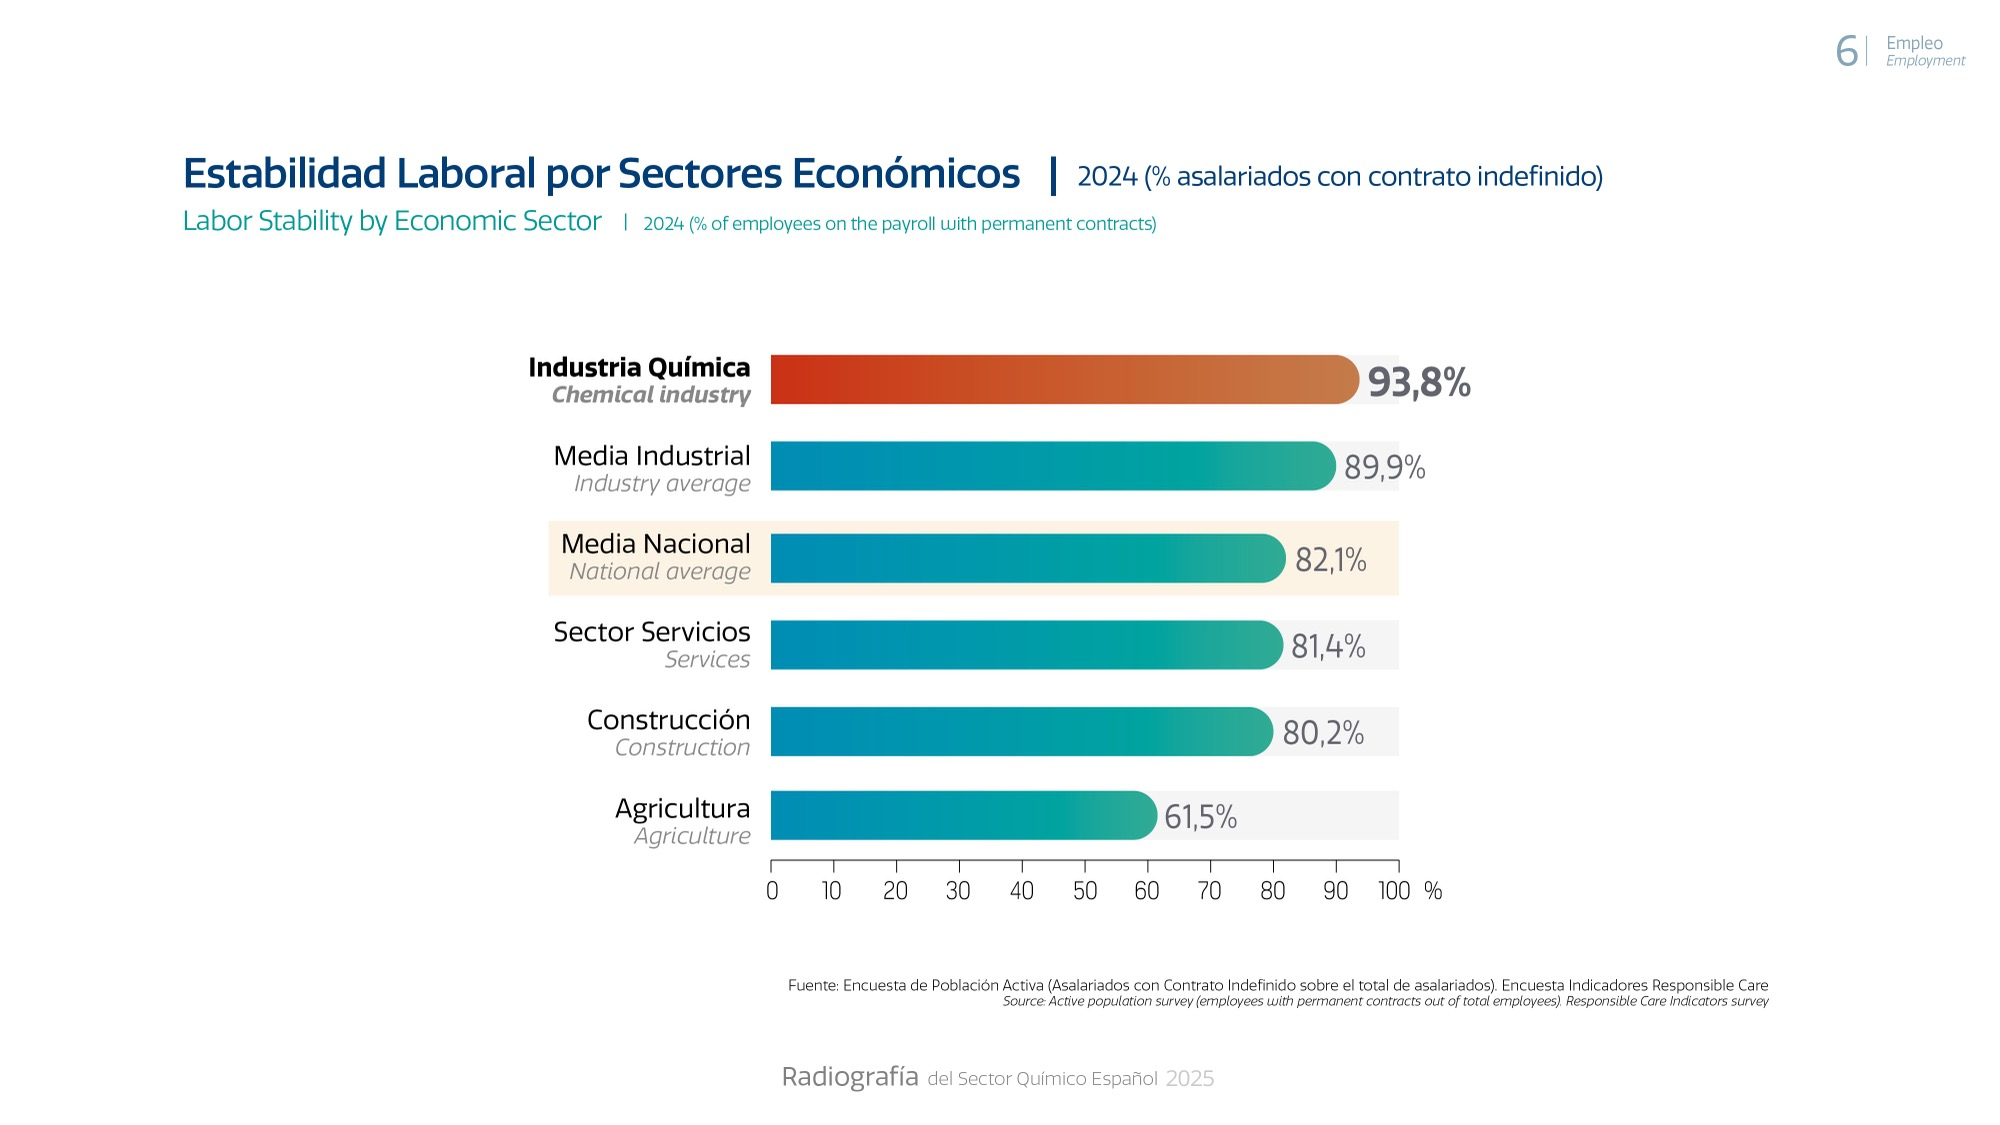 6 | Empleo
Employment
Estabilidad Laboral por Sectores Económicos | 2024 (% asalariados con contrato indefinido)
Labor Stability by Economic Sector | 2024 (% of employees on the payroll with permanent contracts)
Industria Química
Chemical industry
93,8%
Media Industrial
Industry average
89,9%
Media Nacional
National average
82,1%
Sector Servicios
Services
81,4%
Construcción
Construction
80,2%
Agricultura
Agriculture
61,5%
0 10 20 30 40 50 60 70 80 90 100 %
Fuente: Encuesta de Población Activa (Asalariados con Contrato Indefinido sobre el total de asalariados). Encuesta Indicadores Responsible Care
Source: Active population survey (employees with permanent contracts out of total employees). Responsible Care Indicators survey
Radiografía del Sector Químico Español 2025